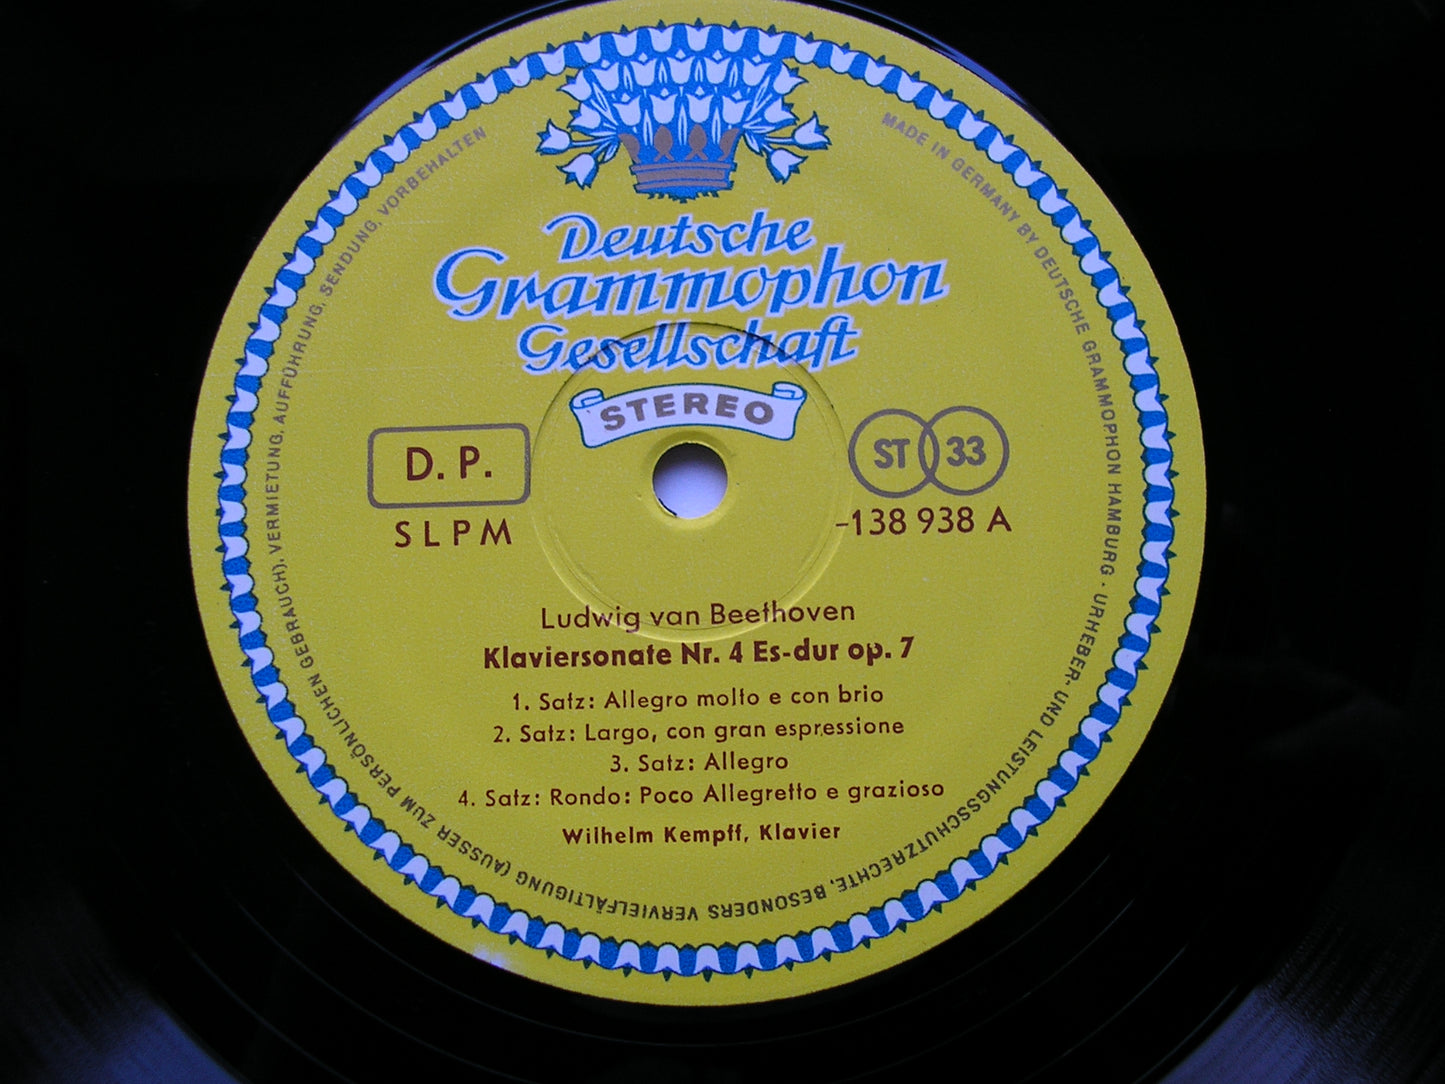 Deutsche
Grammophon
Gesellschaft
STEREO
D. P.
SLPM
ST 33
-138 938 A
Ludwig van Beethoven
Klaviersonate Nr. 4 Es-dur op. 7
1. Satz: Allegro molto e con brio
2. Satz: Largo, con gran espressione
3. Satz: Allegro
4. Satz: Rondo: Poco Allegretto e grazioso
Wilhelm Kempff, Klavier
MADE IN GERMANY BY DEUTSCHE GRAMMOPHON HAMBURG · URHEBER- UND LEISTUNGSSCHUTZRECHTE, BESONDERS VERVIELFÄLTIGUNG (AUSSER ZUM PERSÖNLICHEN GEBRAUCH), VERMIETUNG, AUFFÜHRUNG, SENDUNG, VORBEHALTEN